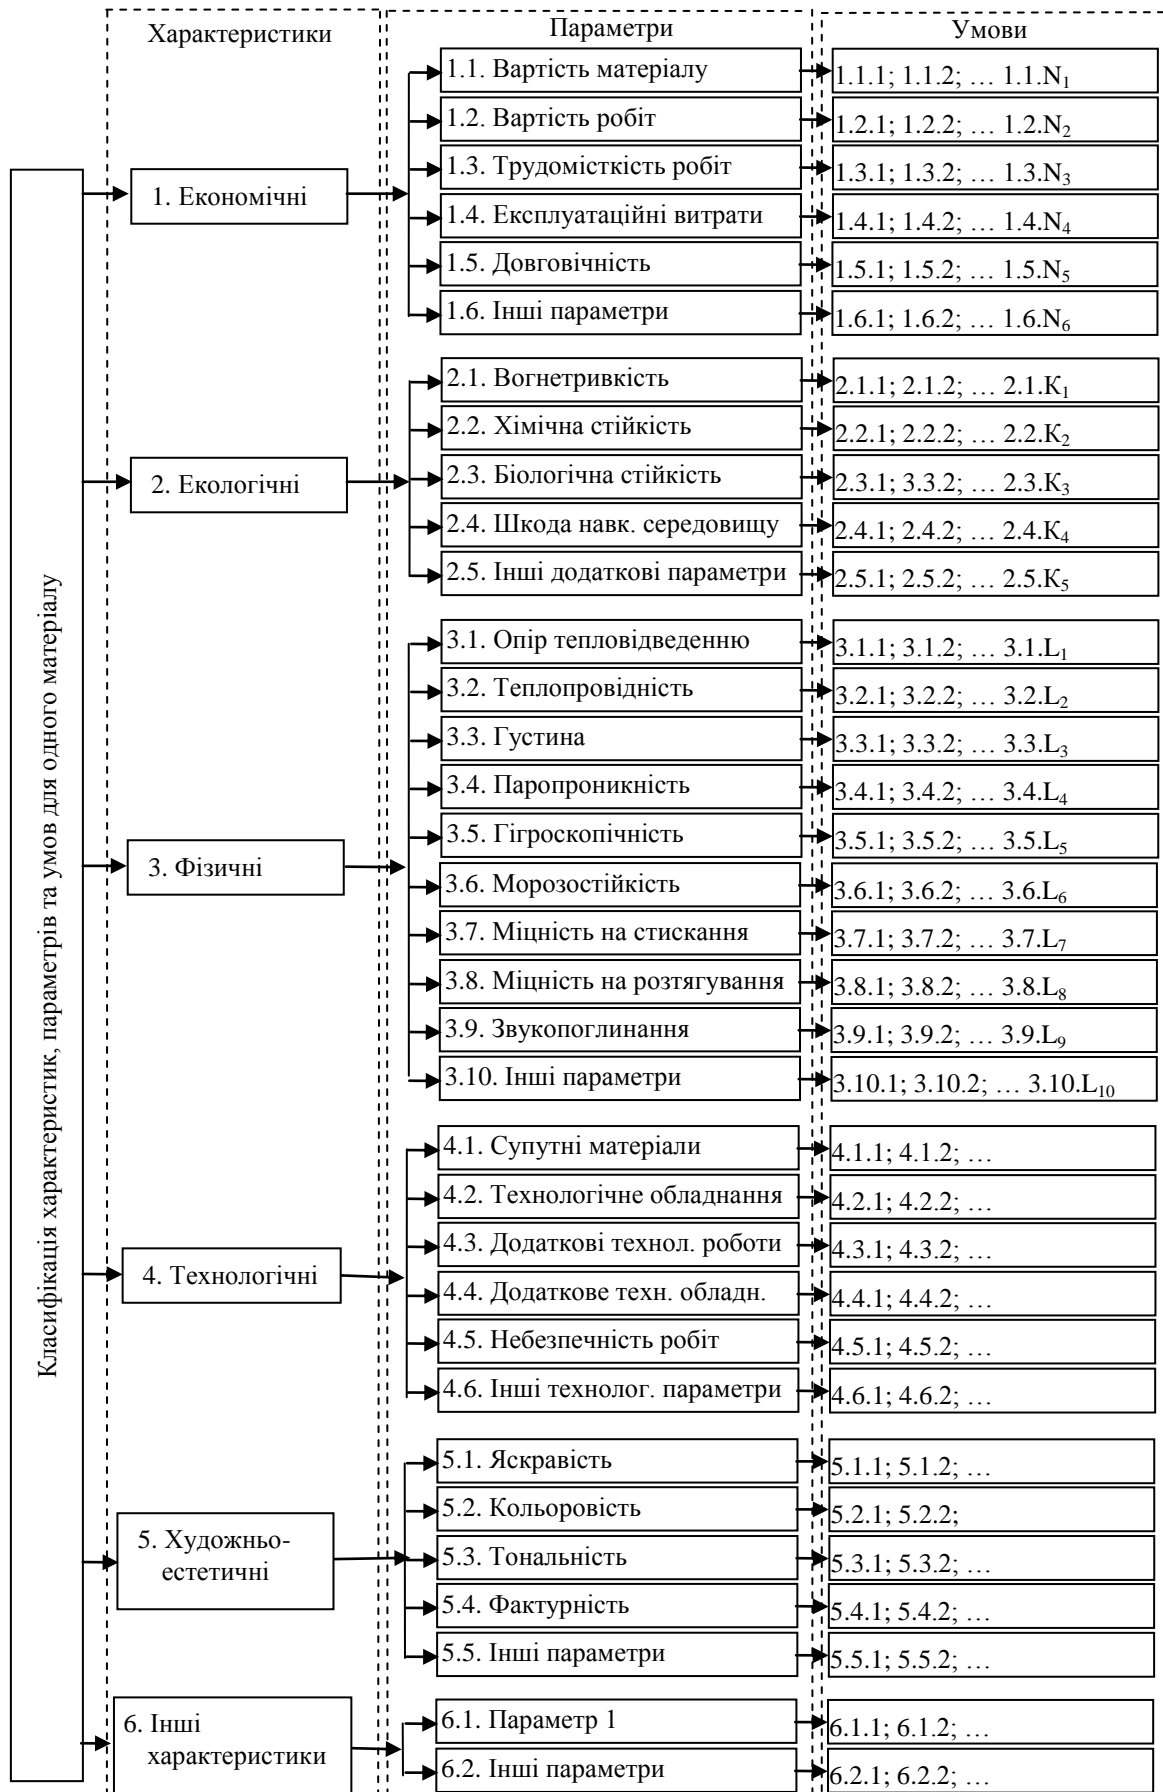 Характеристики
Параметри
Умови
Класифікація характеристик, параметрів та умов для одного матеріалу
1. Економічні
1.1. Вартість матеріалу
1.1.1; 1.1.2; … 1.1.N₁
1.2. Вартість робіт
1.2.1; 1.2.2; … 1.2.N₂
1.3. Трудомісткість робіт
1.3.1; 1.3.2; … 1.3.N₃
1.4. Експлуатаційні витрати
1.4.1; 1.4.2; … 1.4.N₄
1.5. Довговічність
1.5.1; 1.5.2; … 1.5.N₅
1.6. Інші параметри
1.6.1; 1.6.2; … 1.6.N₆
2. Екологічні
2.1. Вогнетривкість
2.1.1; 2.1.2; … 2.1.К₁
2.2. Хімічна стійкість
2.2.1; 2.2.2; … 2.2.К₂
2.3. Біологічна стійкість
2.3.1; 3.3.2; … 2.3.К₃
2.4. Шкода навк. середовищу
2.4.1; 2.4.2; … 2.4.К₄
2.5. Інші додаткові параметри
2.5.1; 2.5.2; … 2.5.К₅
3. Фізичні
3.1. Опір тепловідведенню
3.1.1; 3.1.2; … 3.1.L₁
3.2. Теплопровідність
3.2.1; 3.2.2; … 3.2.L₂
3.3. Густина
3.3.1; 3.3.2; … 3.3.L₃
3.4. Паропроникність
3.4.1; 3.4.2; … 3.4.L₄
3.5. Гігроскопічність
3.5.1; 3.5.2; … 3.5.L₅
3.6. Морозостійкість
3.6.1; 3.6.2; … 3.6.L₆
3.7. Міцність на стискання
3.7.1; 3.7.2; … 3.7.L₇
3.8. Міцність на розтягування
3.8.1; 3.8.2; … 3.8.L₈
3.9. Звукопоглинання
3.9.1; 3.9.2; … 3.9.L₉
3.10. Інші параметри
3.10.1; 3.10.2; … 3.10.L₁₀
4. Технологічні
4.1. Супутні матеріали
4.1.1; 4.1.2; …
4.2. Технологічне обладнання
4.2.1; 4.2.2; …
4.3. Додаткові технол. роботи
4.3.1; 4.3.2; …
4.4. Додаткове техн. обладн.
4.4.1; 4.4.2; …
4.5. Небезпечність робіт
4.5.1; 4.5.2; …
4.6. Інші технолог. параметри
4.6.1; 4.6.2; …
5. Художньо-
естетичні
5.1. Яскравість
5.1.1; 5.1.2; …
5.2. Кольоровість
5.2.1; 5.2.2;
5.3. Тональність
5.3.1; 5.3.2; …
5.4. Фактурність
5.4.1; 5.4.2; …
5.5. Інші параметри
5.5.1; 5.5.2; …
6. Інші
характеристики
6.1. Параметр 1
6.1.1; 6.1.2; …
6.2. Інші параметри
6.2.1; 6.2.2; …